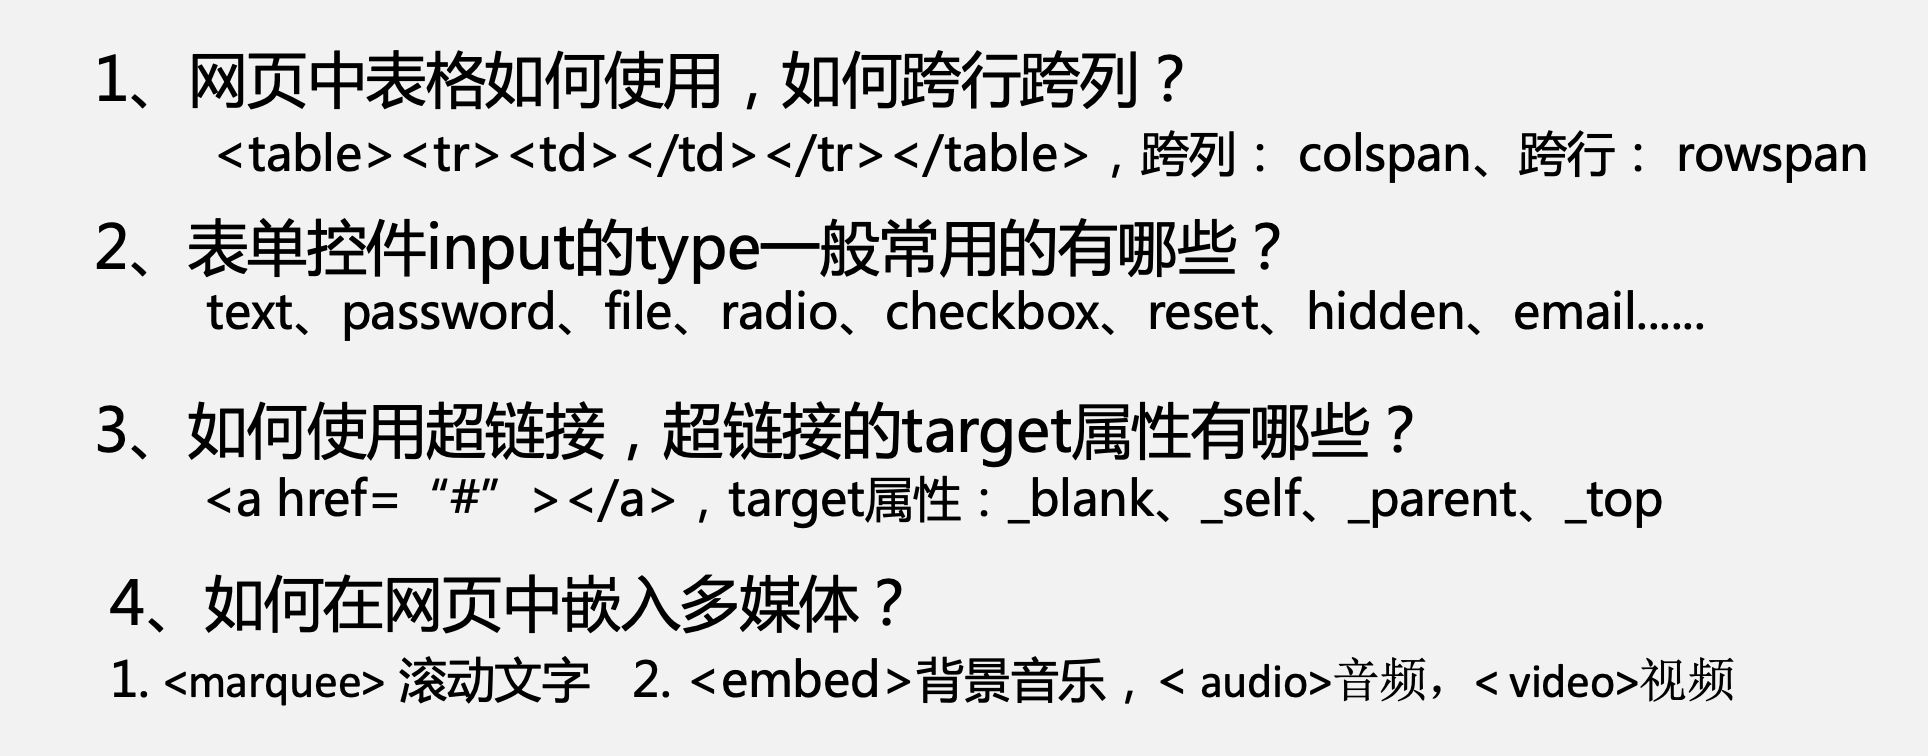 1、网页中表格如何使用，如何跨行跨列？
<table><tr><td></td></tr></table>，跨列： colspan、跨行： rowspan
2、表单控件input的type一般常用的有哪些？
text、password、file、radio、checkbox、reset、hidden、email......
3、如何使用超链接，超链接的target属性有哪些？
<a href=“#”></a>，target属性：_blank、_self、_parent、_top
4、如何在网页中嵌入多媒体？
1. <marquee> 滚动文字 2. <embed>背景音乐，< audio>音频，< video>视频